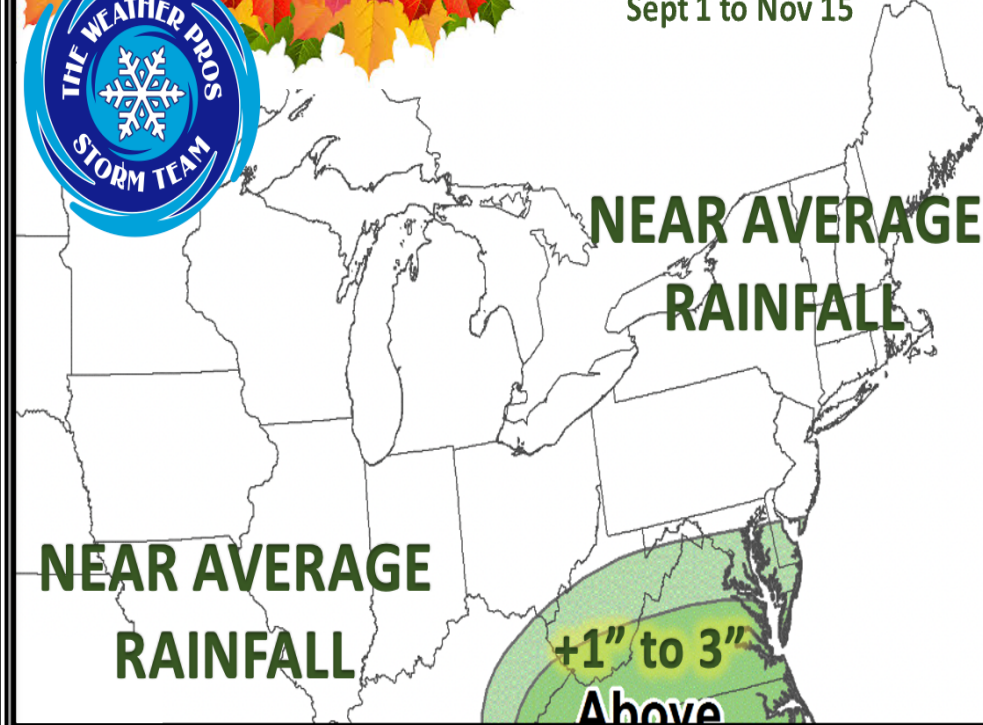 THE WEATHER PROS
STORM TEAM
Sept 1 to Nov 15
NEAR AVERAGE
RAINFALL
NEAR AVERAGE
RAINFALL
+1” to 3”
Above